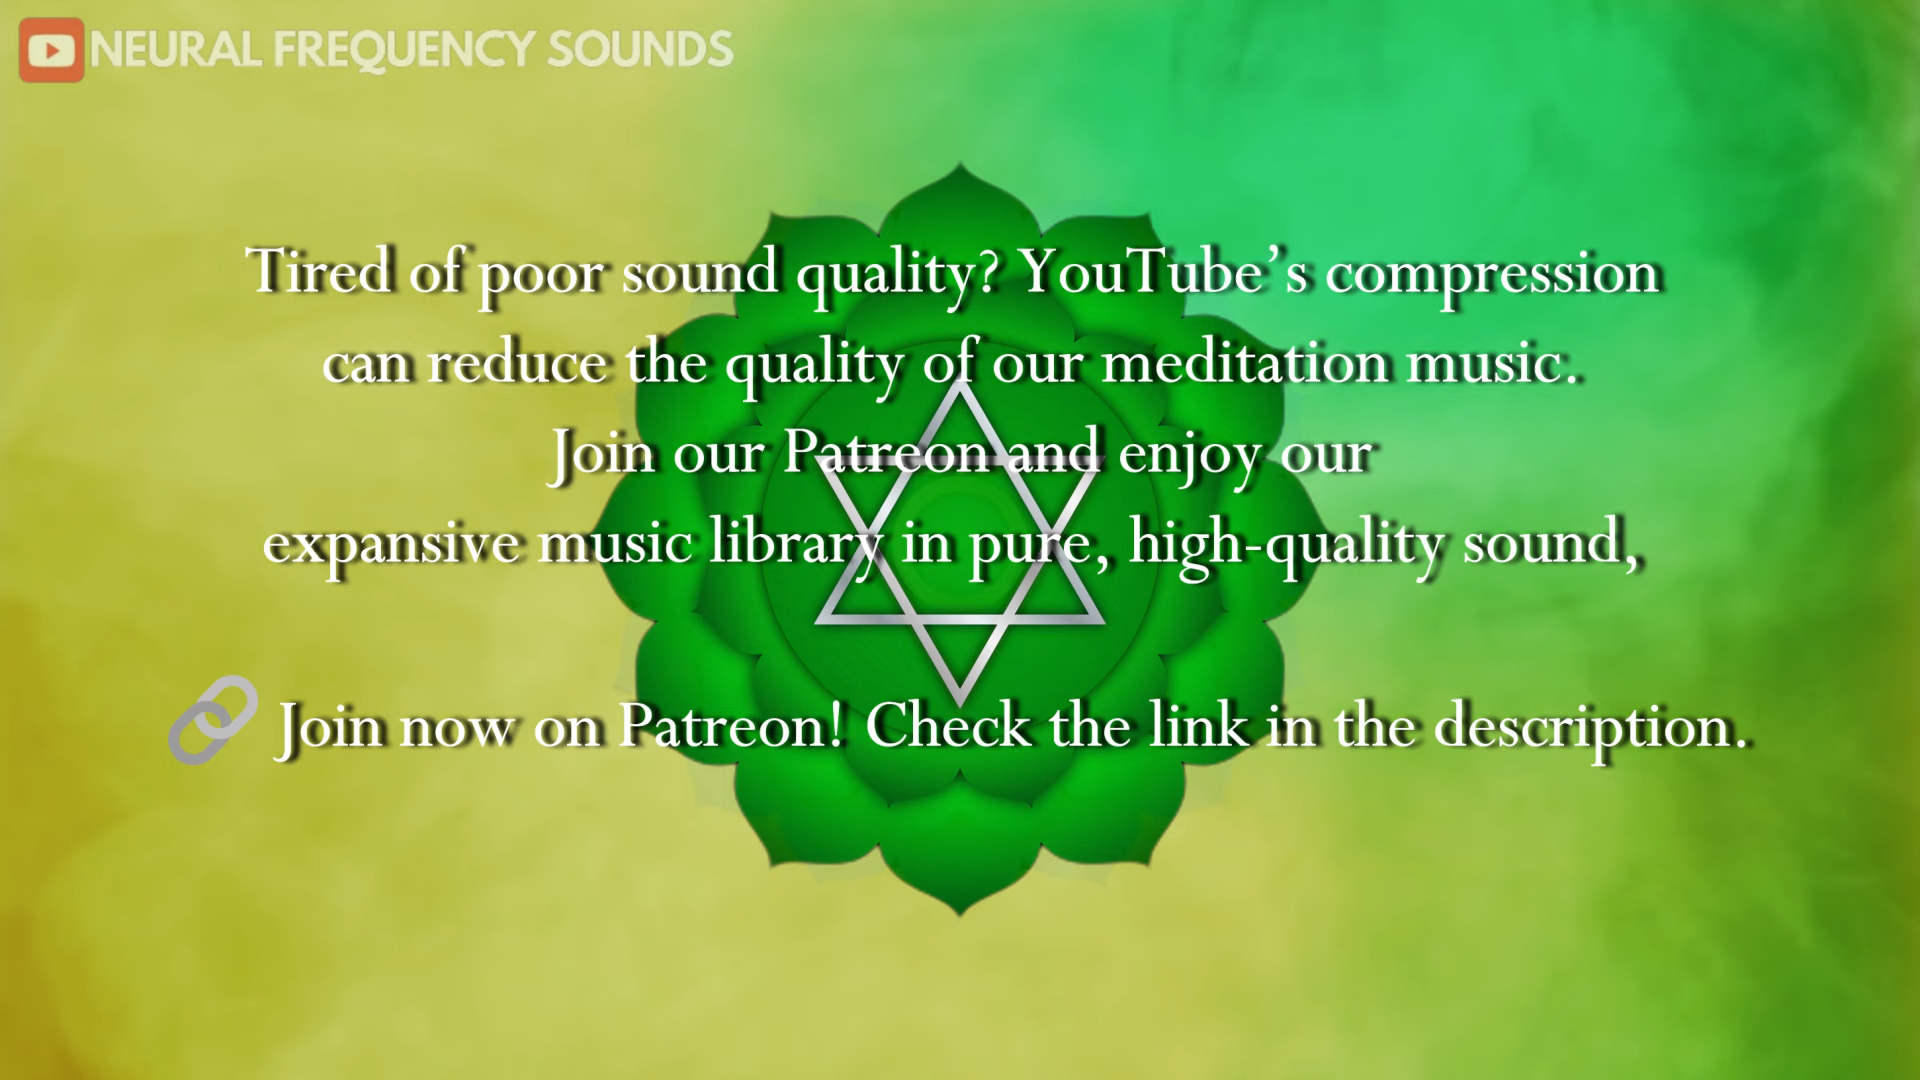 NEURAL FREQUENCY SOUNDS
Tired of poor sound quality? YouTube’s compression
can reduce the quality of our meditation music.
Join our Patreon and enjoy our
expansive music library in pure, high-quality sound,
Join now on Patreon! Check the link in the description.